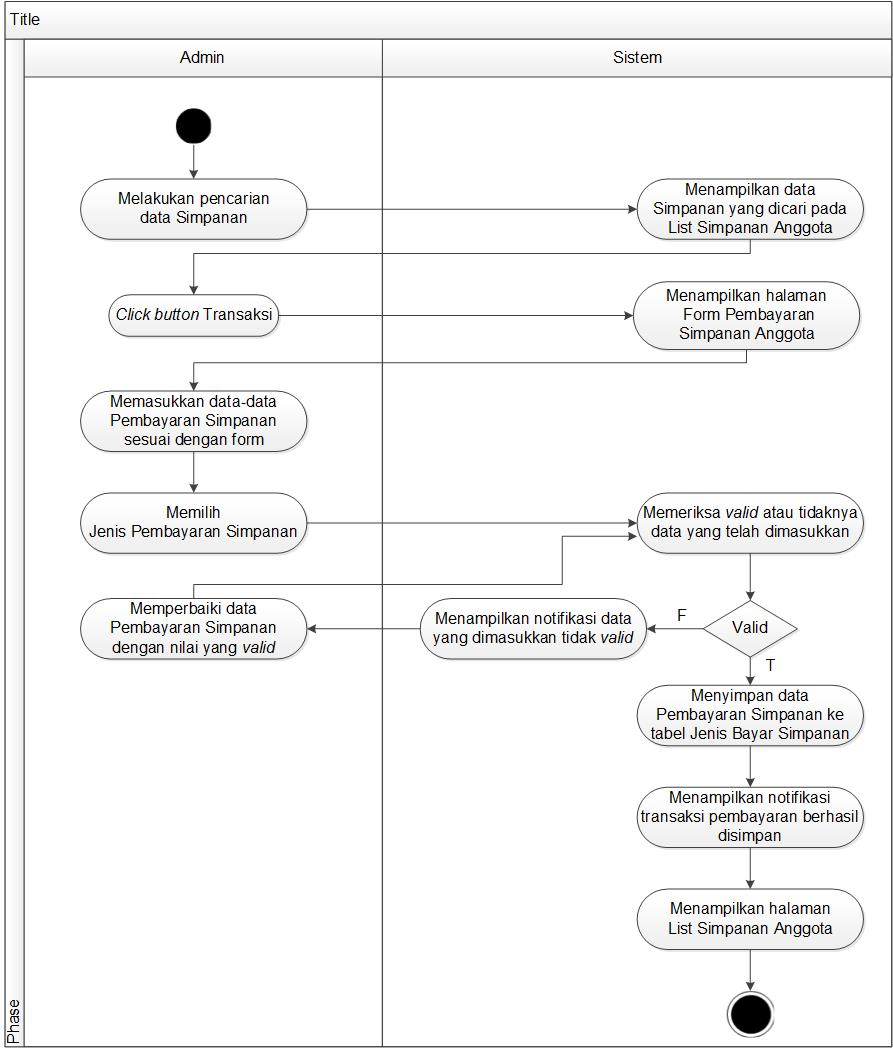 Title
Admin
Sistem
Melakukan pencarian
data Simpanan
Menampilkan data
Simpanan yang dicari pada
List Simpanan Anggota
Click button Transaksi
Menampilkan halaman
Form Pembayaran
Simpanan Anggota
Memasukkan data-data
Pembayaran Simpanan
sesuai dengan form
Memilih
Jenis Pembayaran Simpanan
Memeriksa valid atau tidaknya
data yang telah dimasukkan
Memperbaiki data
Pembayaran Simpanan
dengan nilai yang valid
Menampilkan notifikasi data
yang dimasukkan tidak valid
F
Valid
T
Menyimpan data
Pembayaran Simpanan ke
tabel Jenis Bayar Simpanan
Menampilkan notifikasi
transaksi pembayaran berhasil
disimpan
Menampilkan halaman
List Simpanan Anggota
Phase